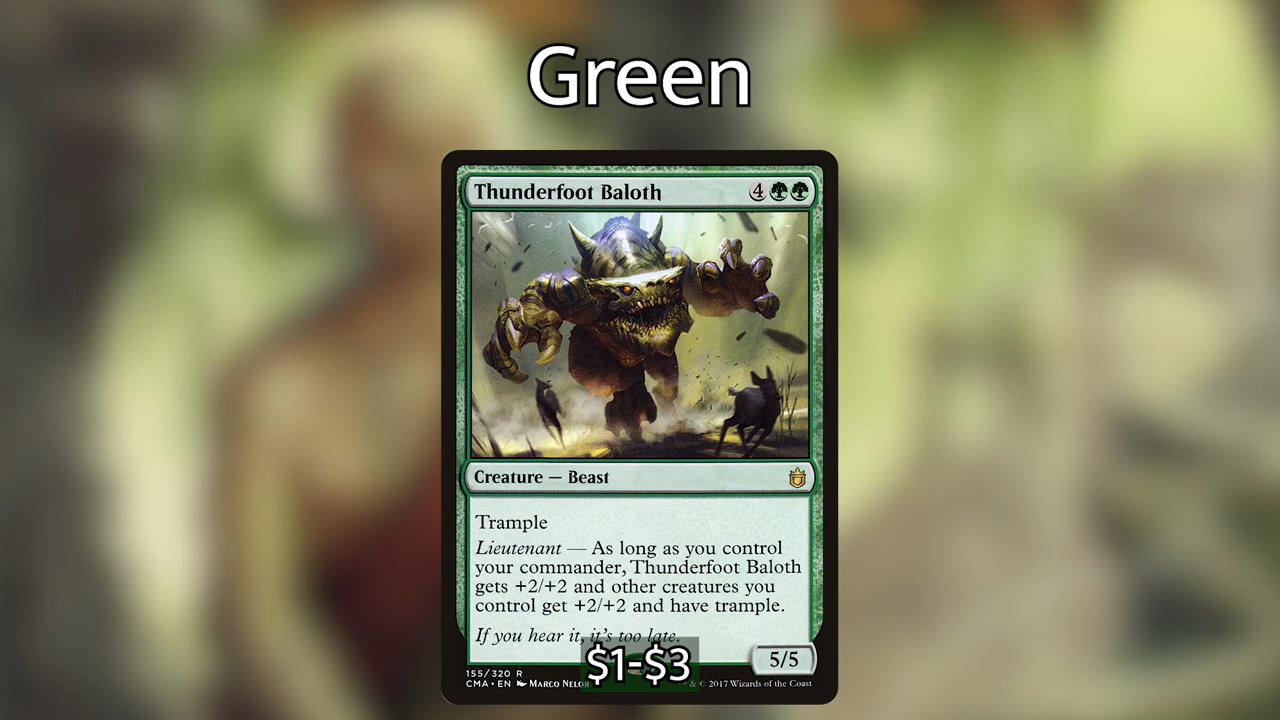 Green
Thunderfoot Baloth 4
Creature — Beast
Trample
Lieutenant — As long as you control
your commander, Thunderfoot Baloth
gets +2/+2 and other creatures you
control get +2/+2 and have trample.
If you hear it, it's too late.
$1-$3
5/5
155/320 R
CMA • EN Marco Nelor & © 2017 Wizards of the Coast